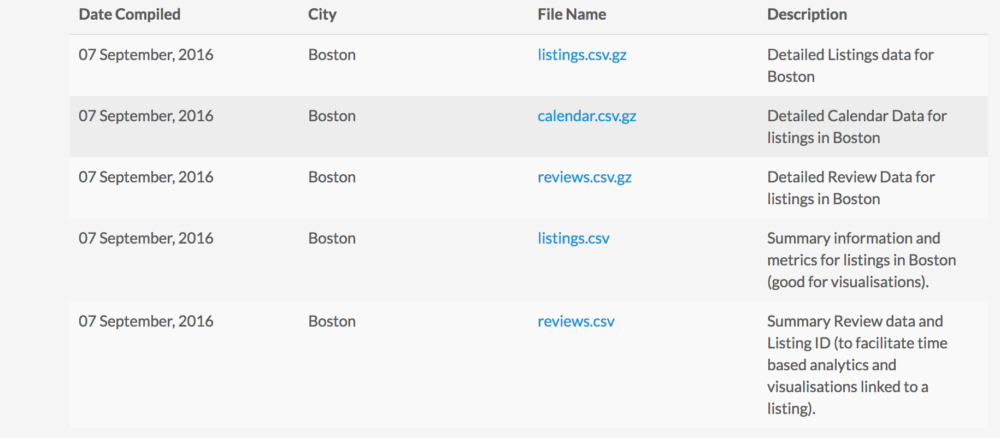 Date Compiled City File Name Description
07 September, 2016 Boston listings.csv.gz Detailed Listings data for
Boston
07 September, 2016 Boston calendar.csv.gz Detailed Calendar Data for
listings in Boston
07 September, 2016 Boston reviews.csv.gz Detailed Review Data for
listings in Boston
07 September, 2016 Boston listings.csv Summary information and
metrics for listings in Boston
(good for visualisations).
07 September, 2016 Boston reviews.csv Summary Review data and
Listing ID (to facilitate time
based analytics and
visualisations linked to a
listing).